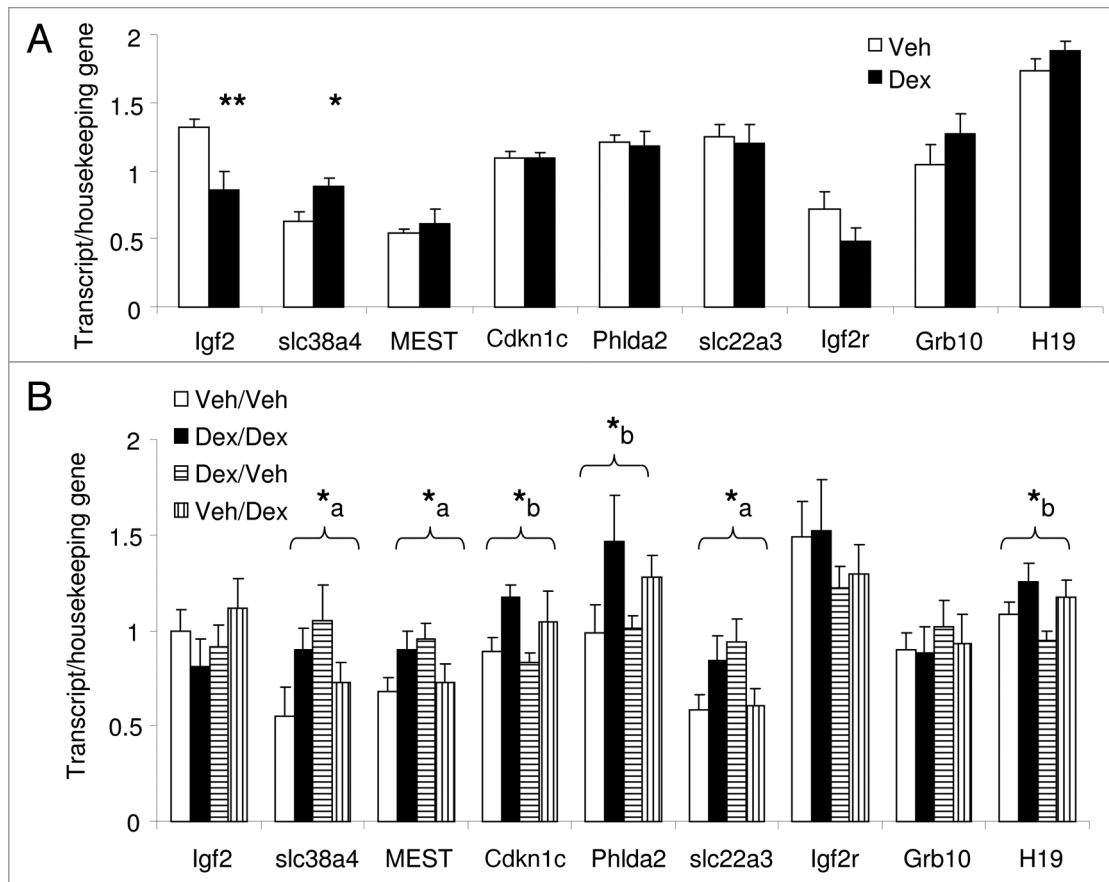 A
Transcript/housekeeping gene
2
1.5
1
0.5
0
** *
Veh
Dex
Igf2 slc38a4 MEST Cdkn1c Phlda2 slc22a3 Igf2r Grb10 H19
B
Transcript/housekeeping gene
Veh/Veh
Dex/Dex
Dex/Veh
Veh/Dex
2
1.5
1
0.5
0
*a *a *b *b *a *b
Igf2 slc38a4 MEST Cdkn1c Phlda2 slc22a3 Igf2r Grb10 H19